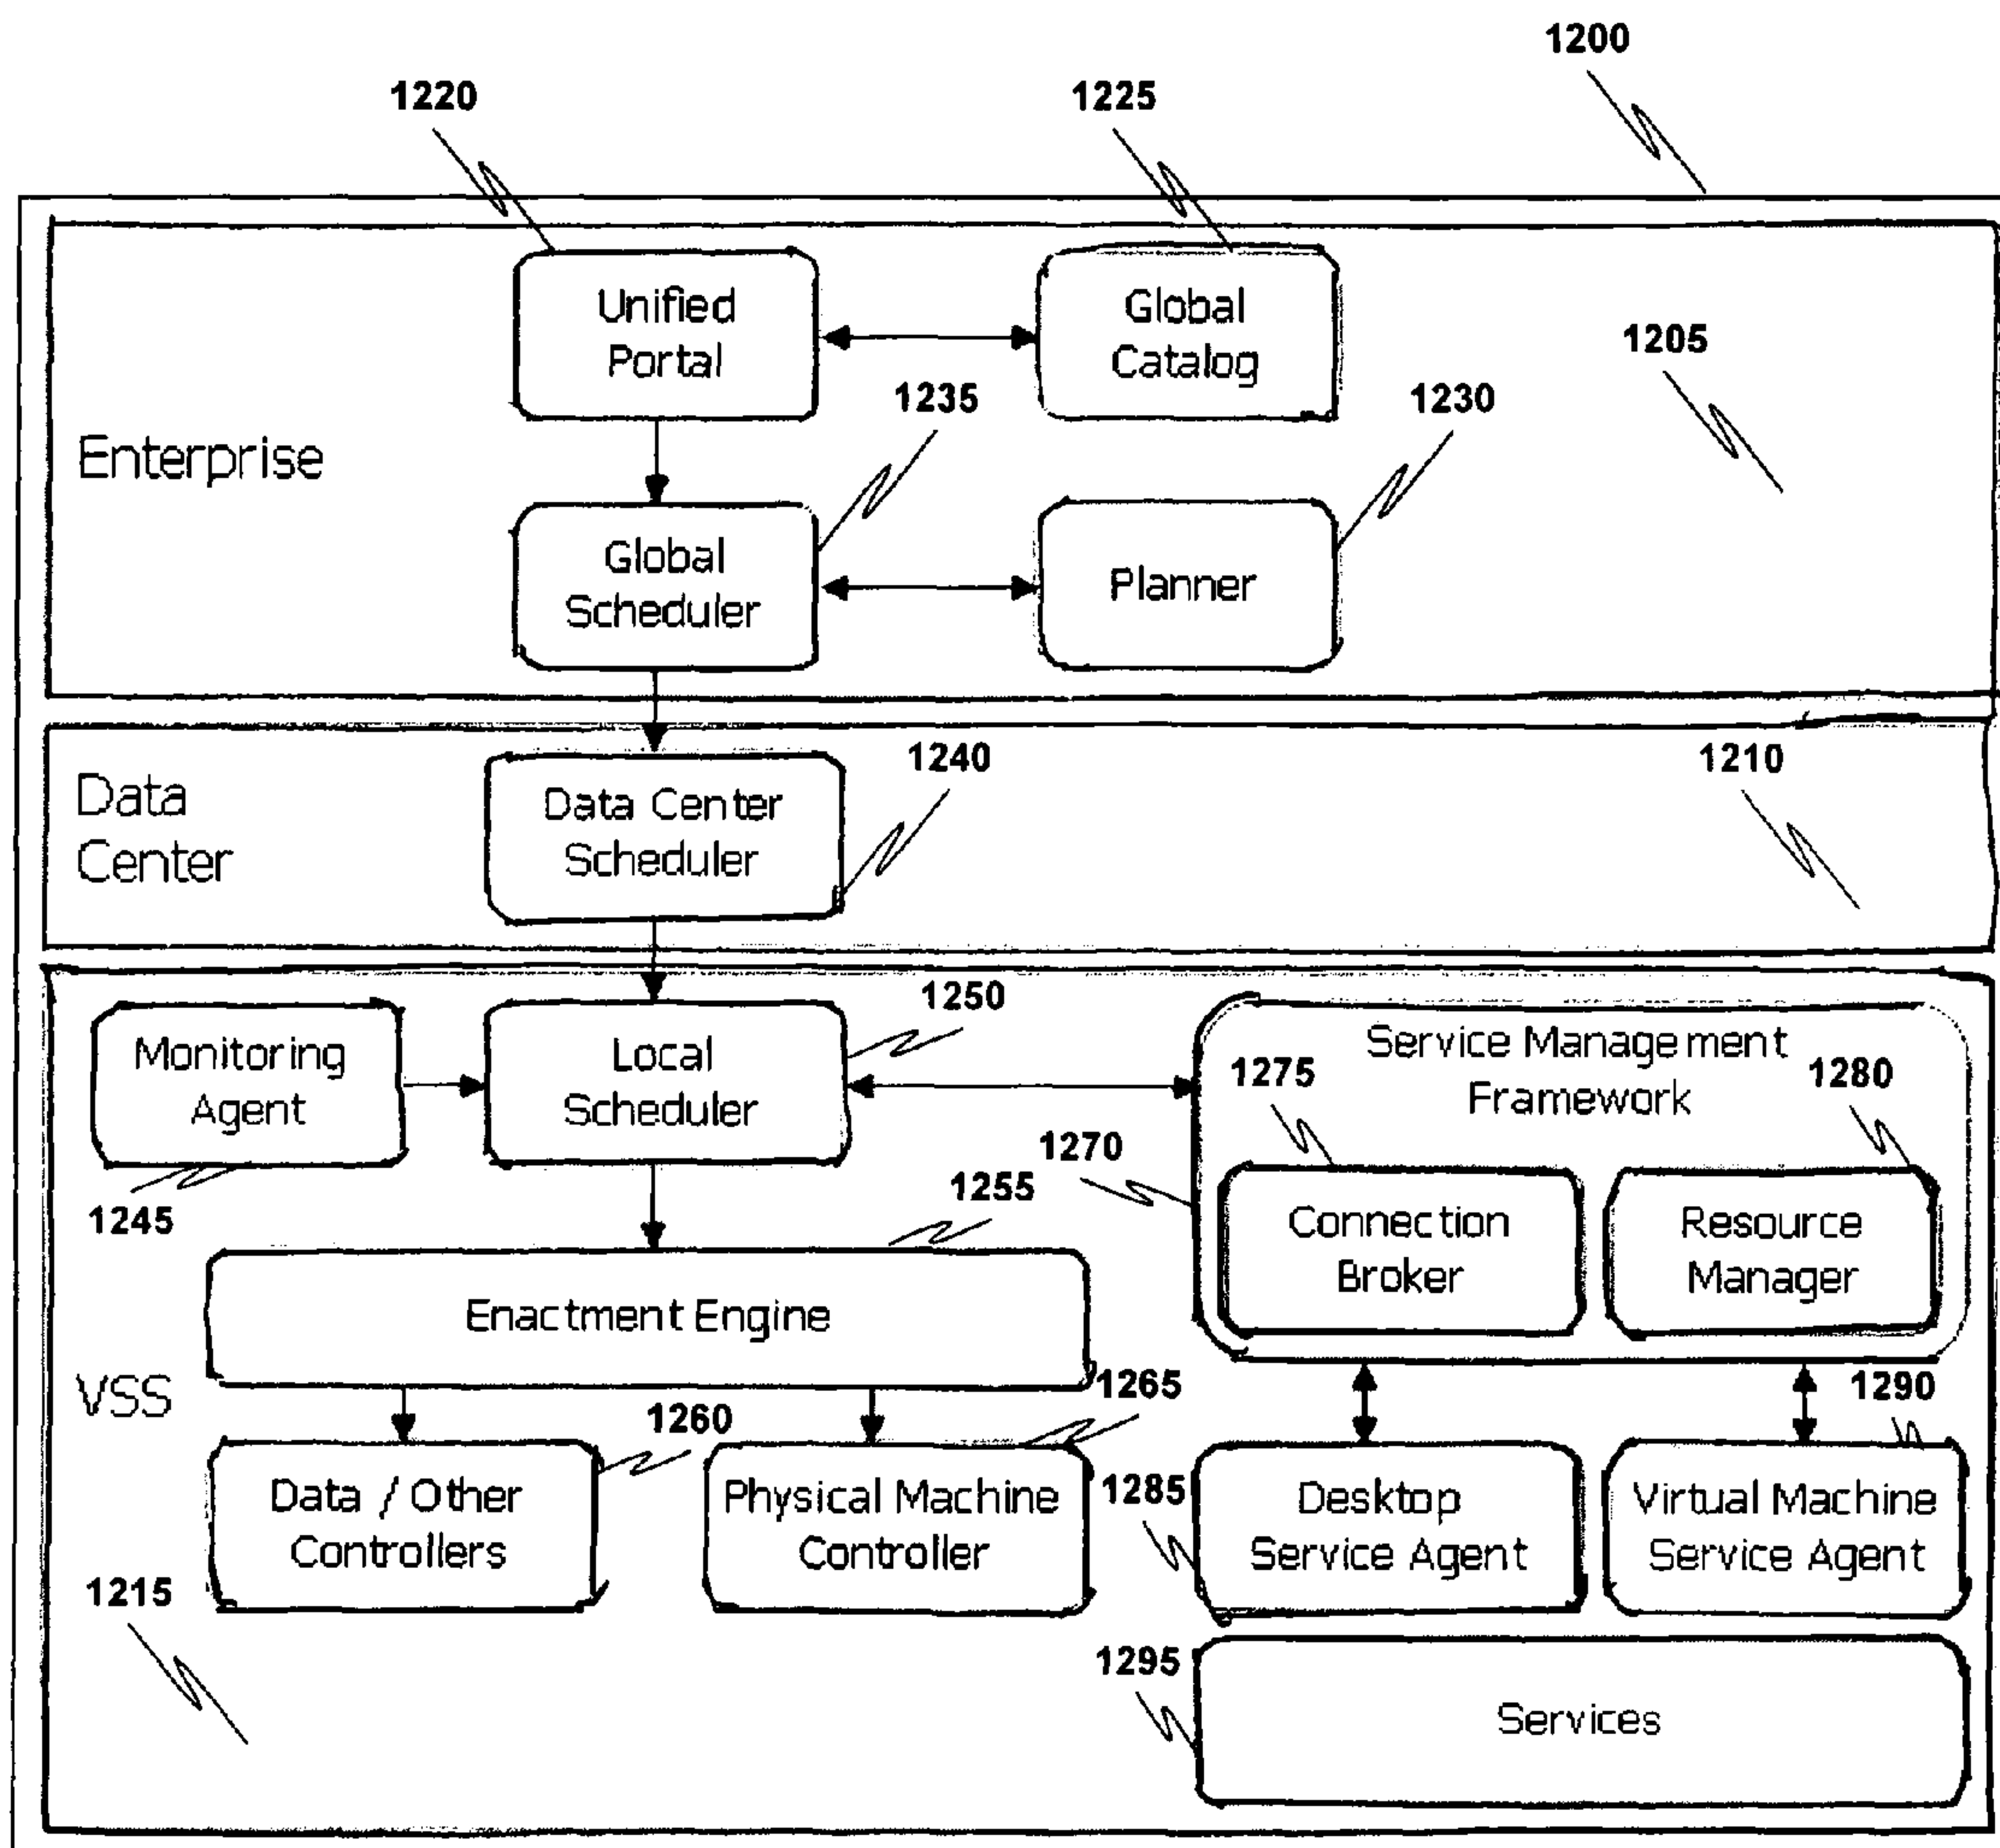 1200
1220
1225
Unified
Portal
Global
Catalog
1205
1235
1230
Enterprise
Global
Scheduler
Planner
1240
1210
Data
Center
Data Center
Scheduler
1250
Monitoring
Agent
Local
Scheduler
Service Management
Framework
1275
1280
1270
1245
1255
Connection
Broker
Resource
Manager
Enactment Engine
VSS
1265
1260
1290
Data / Other
Controllers
Physical Machine
Controller
1285
Desktop
Service Agent
Virtual Machine
Service Agent
1215
1295
Services